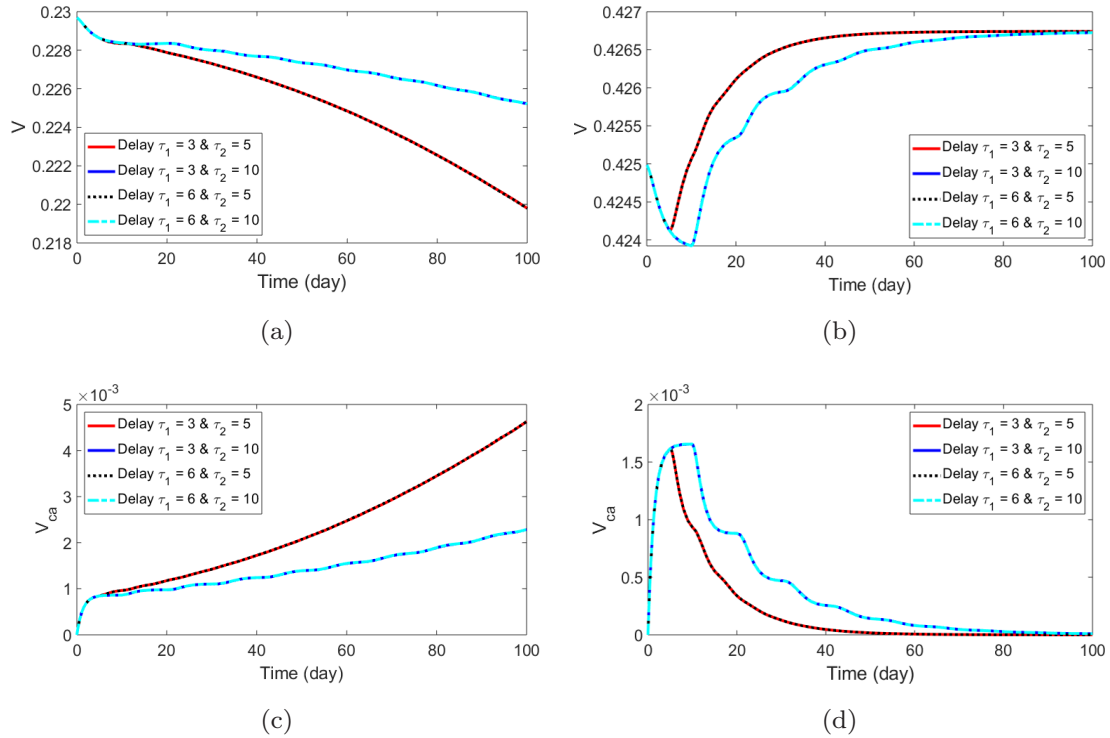 0.23
0.228
0.226
0.224
0.222
0.22
0.218
V
Delay τ1 = 3 & τ2 = 5
Delay τ1 = 3 & τ2 = 10
Delay τ1 = 6 & τ2 = 5
Delay τ1 = 6 & τ2 = 10
0 20 40 60 80 100
Time (day)
(a)
0.427
0.4265
0.426
0.4255
0.425
0.4245
0.424
V
Delay τ1 = 3 & τ2 = 5
Delay τ1 = 3 & τ2 = 10
Delay τ1 = 6 & τ2 = 5
Delay τ1 = 6 & τ2 = 10
0 20 40 60 80 100
Time (day)
(b)
×10-3
5
4
3
2
1
0
Vca
Delay τ1 = 3 & τ2 = 5
Delay τ1 = 3 & τ2 = 10
Delay τ1 = 6 & τ2 = 5
Delay τ1 = 6 & τ2 = 10
0 20 40 60 80 100
Time (day)
(c)
×10-3
2
1.5
1
0.5
0
Vca
Delay τ1 = 3 & τ2 = 5
Delay τ1 = 3 & τ2 = 10
Delay τ1 = 6 & τ2 = 5
Delay τ1 = 6 & τ2 = 10
0 20 40 60 80 100
Time (day)
(d)